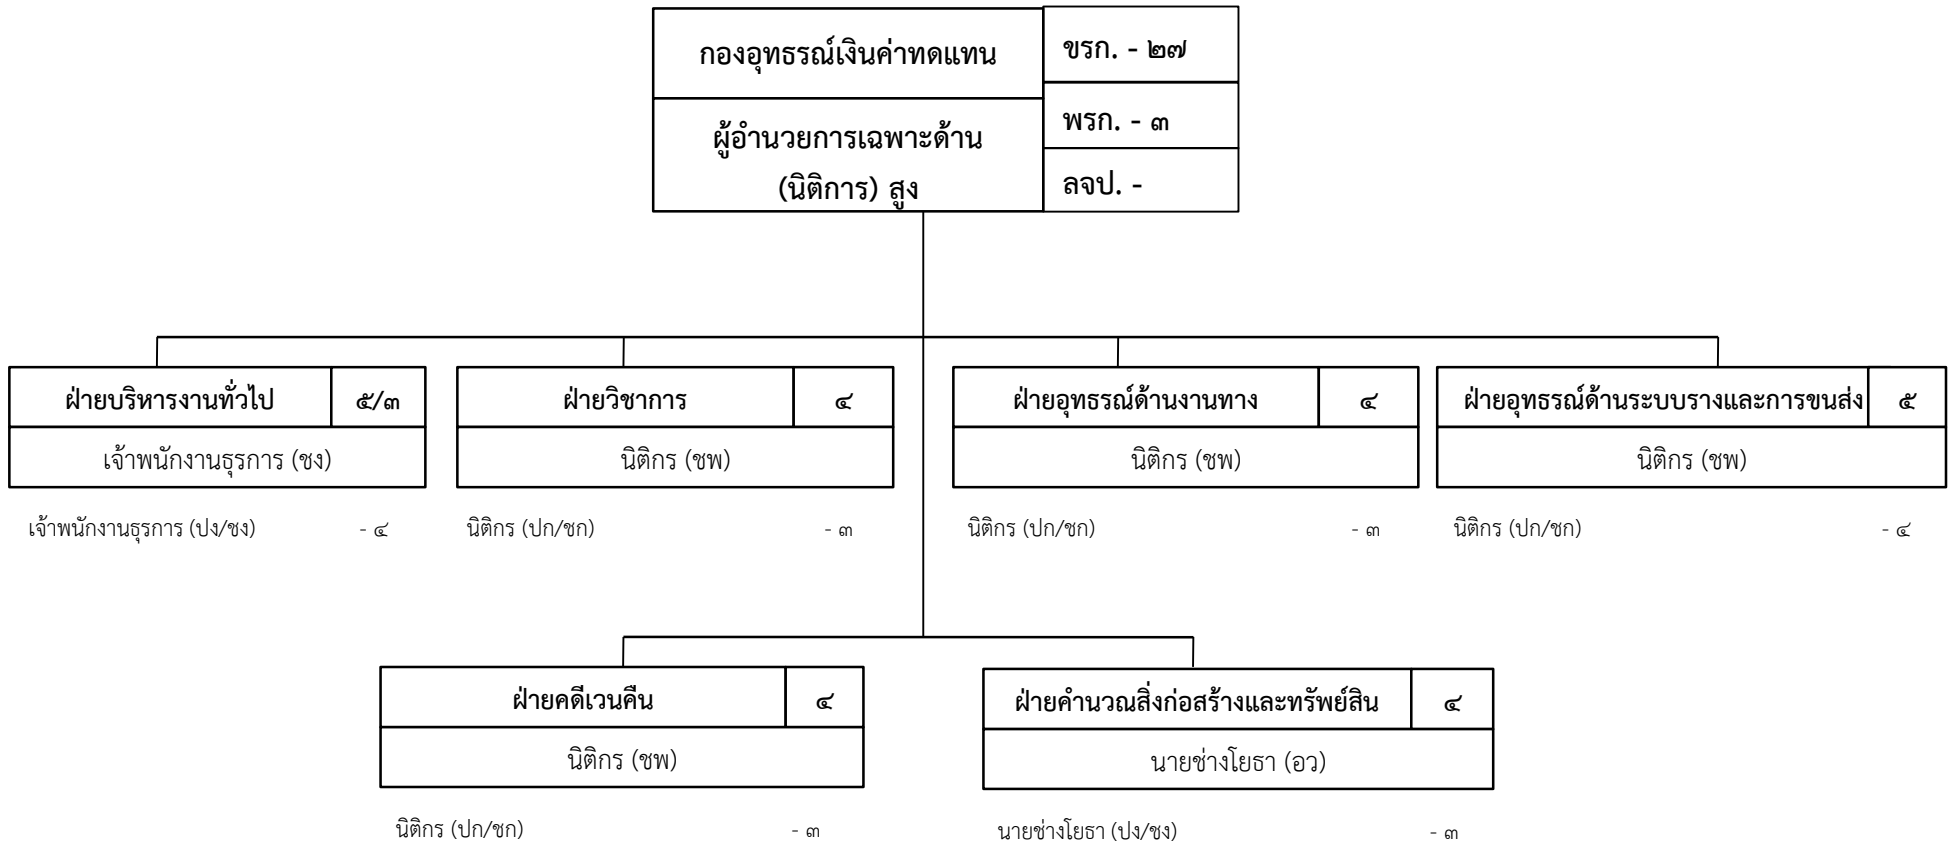 กองอุทธรณ์เงินค่าทดแทน
ขรก. - ๒๗
ผู้อำนวยการเฉพาะด้าน
(นิติการ) สูง
พรก. - ๓
ลจป. -
ฝ่ายบริหารงานทั่วไป ๕/๓
เจ้าพนักงานธุรการ (ชง)
เจ้าพนักงานธุรการ (ปง/ชง) - ๔
ฝ่ายวิชาการ ๔
นิติกร (ชพ)
นิติกร (ปก/ชก) - ๓
ฝ่ายอุทธรณ์ด้านงานทาง ๔
นิติกร (ชพ)
นิติกร (ปก/ชก) - ๓
ฝ่ายอุทธรณ์ด้านระบบรางและการขนส่ง ๕
นิติกร (ชพ)
นิติกร (ปก/ชก) - ๔
ฝ่ายคดีเวนคืน ๔
นิติกร (ชพ)
นิติกร (ปก/ชก) - ๓
ฝ่ายคำนวณสิ่งก่อสร้างและทรัพย์สิน ๔
นายช่างโยธา (อว)
นายช่างโยธา (ปง/ชง) - ๓